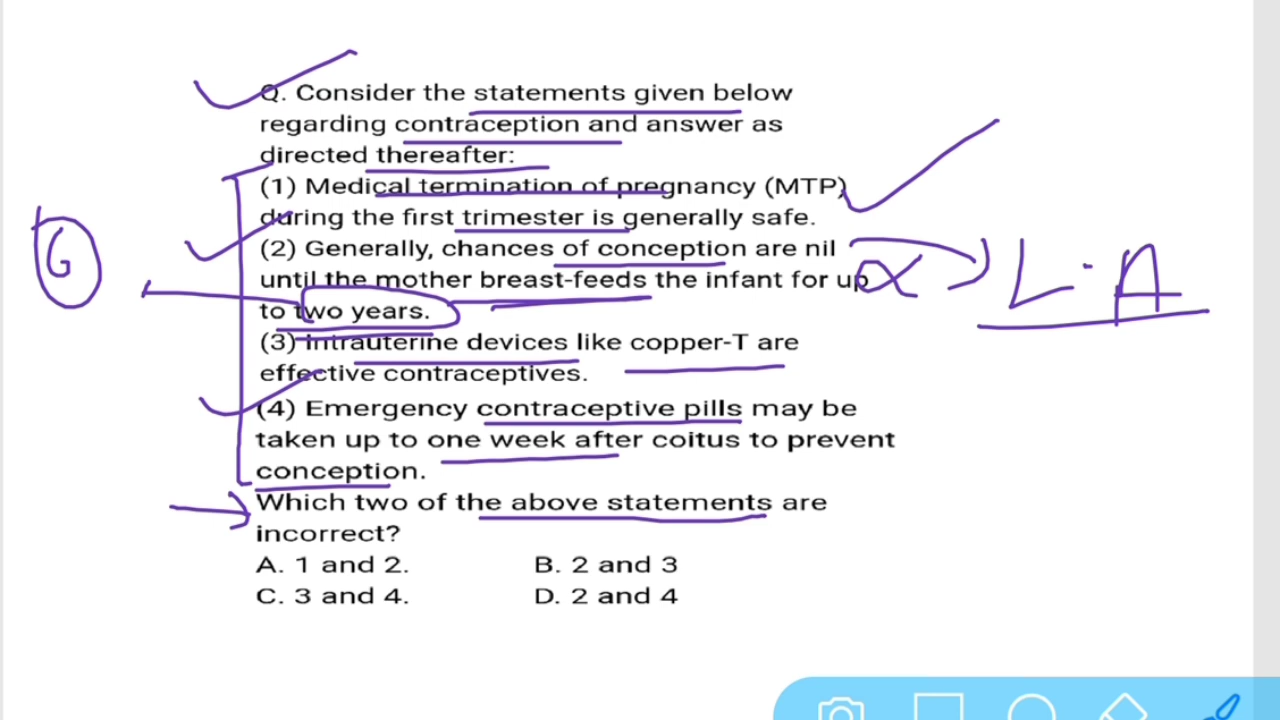 Q. Consider the statements given below
regarding contraception and answer as
directed thereafter:
(1) Medical termination of pregnancy (MTP)
during the first trimester is generally safe.
(2) Generally, chances of conception are nil
until the mother breast-feeds the infant for up
to two years.
(3) Intrauterine devices like copper-T are
effective contraceptives.
(4) Emergency contraceptive pills may be
taken up to one week after coitus to prevent
conception.
Which two of the above statements are
incorrect?
A. 1 and 2. B. 2 and 3
C. 3 and 4. D. 2 and 4
L.A